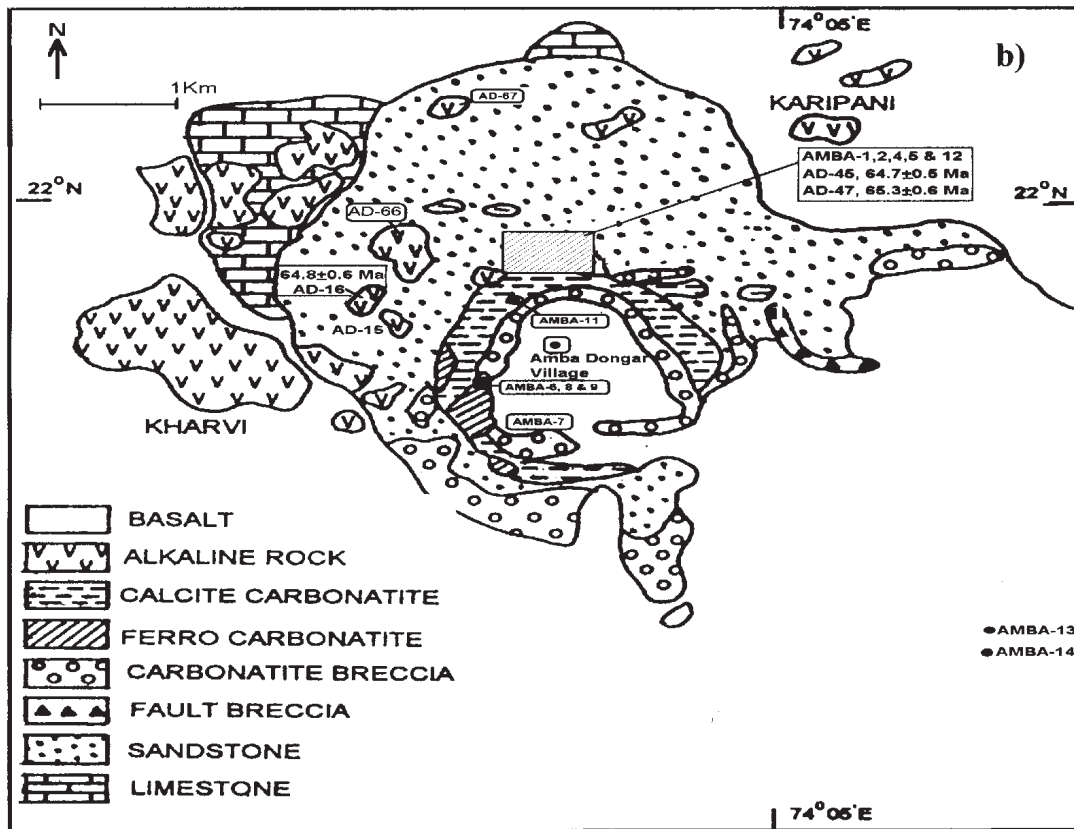 74°05'E
N
b)
1Km
AD-67
KARIPANI
AMBA-1,2,4,5 & 12
AD-45, 64.7±0.5 Ma
AD-47, 65.3±0.6 Ma
22°N
22°N
AD-66
64.8±0.6 Ma
AD-16
AD-15
AMBA-11
Amba Dongar
Village
AMBA-6, 8 & 9
AMBA-7
KHARVI
BASALT
ALKALINE ROCK
CALCITE CARBONATITE
FERRO CARBONATITE
CARBONATITE BRECCIA
FAULT BRECCIA
SANDSTONE
LIMESTONE
AMBA-13
AMBA-14
74°05'E